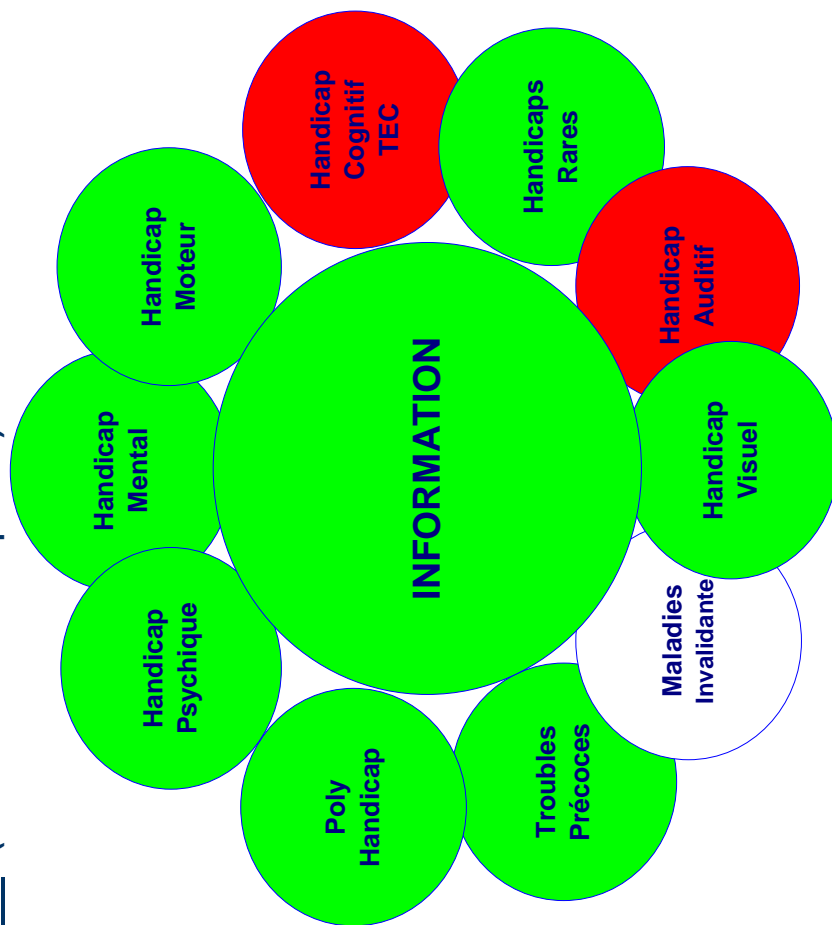 Handicap
Mental
Handicap
Psychique
Handicap
Moteur
Poly
Handicap
Handicap
Cognitif
TEC
INFORMATION
Troubles
Précoces
Handicaps
Rares
Maladies
Invalidante
Handicap
Auditif
Handicap
Visuel